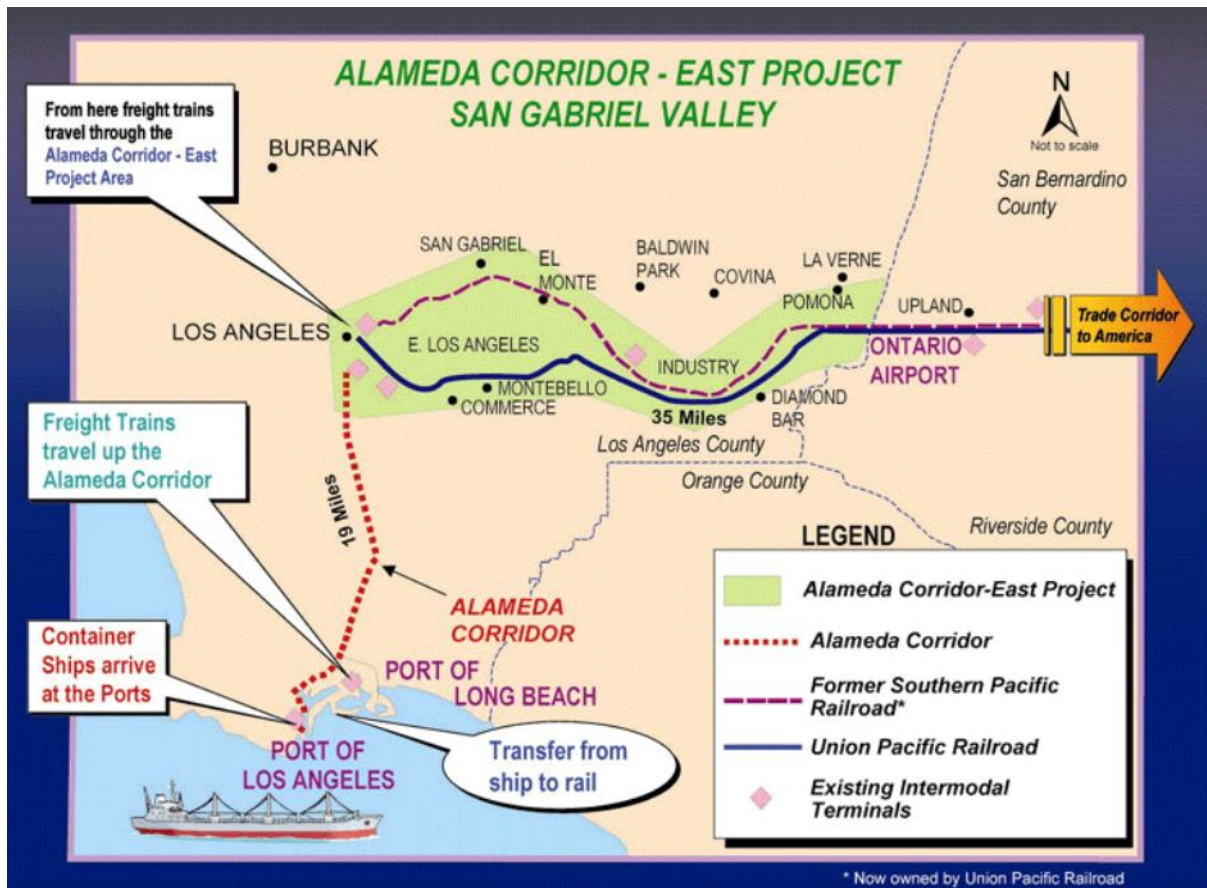 ALAMEDA CORRIDOR - EAST PROJECT
SAN GABRIEL VALLEY
N
Not to scale
From here freight trains
travel through the
Alameda Corridor - East
Project Area
BURBANK
San Bernardino
County
SAN GABRIEL
EL
MONTE
BALDWIN
PARK
COVINA
LA VERNE
POMONA
UPLAND
Trade Corridor
to America
LOS ANGELES
E. LOS ANGELES
INDUSTRY
ONTARIO
AIRPORT
MONTEBELLO
COMMERCE
35 Miles
DIAMOND
BAR
Los Angeles County
Orange County
Riverside County
Freight Trains
travel up the
Alameda Corridor
19 Miles
ALAMEDA
CORRIDOR
Container
Ships arrive
at the Ports
PORT OF
LONG BEACH
PORT OF
LOS ANGELES
Transfer from
ship to rail
LEGEND
Alameda Corridor-East Project
Alameda Corridor
Former Southern Pacific
Railroad*
Union Pacific Railroad
Existing Intermodal
Terminals
* Now owned by Union Pacific Railroad